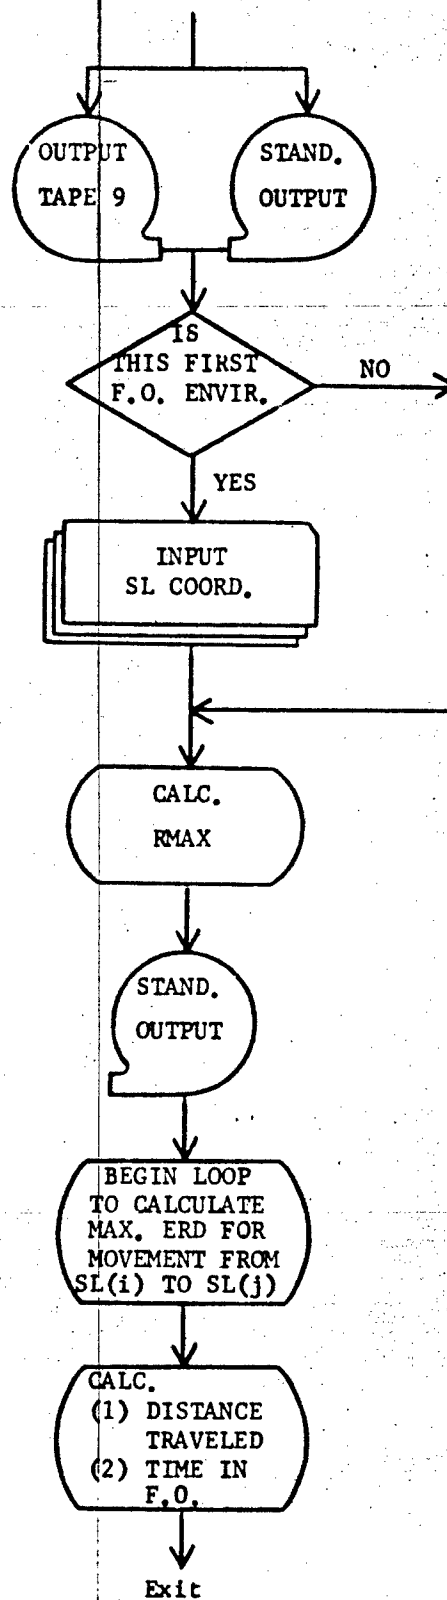 OUTPUT
TAPE 9
STAND.
OUTPUT
IS
THIS FIRST
F.O. ENVIR.
NO
YES
INPUT
SL COORD.
CALC.
RMAX
STAND.
OUTPUT
BEGIN LOOP
TO CALCULATE
MAX. ERD FOR
MOVEMENT FROM
SL(i) TO SL(j)
CALC.
(1) DISTANCE
TRAVELED
(2) TIME IN
F.O.
Exit